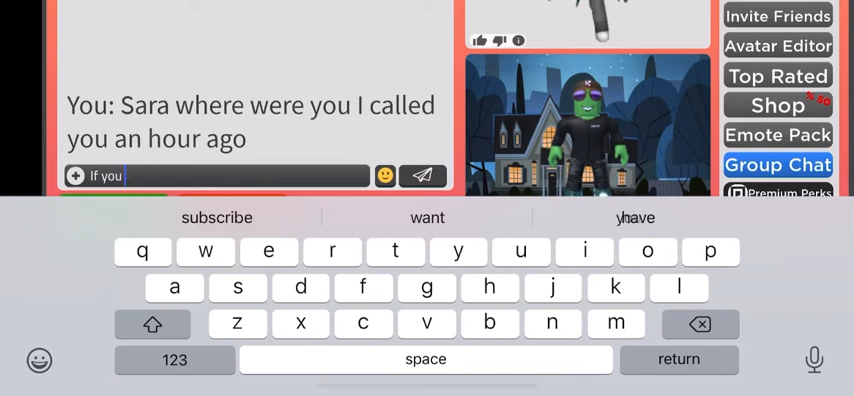 Invite Friends
Avatar Editor
Top Rated
Shop
% 50
Emote Pack
Group Chat
Premium Perks
You: Sara where were you I called
you an hour ago
If you
subscribe want have
q w e r t y u i o p
a s d f g h j k l
z x c v b n m
123 space return